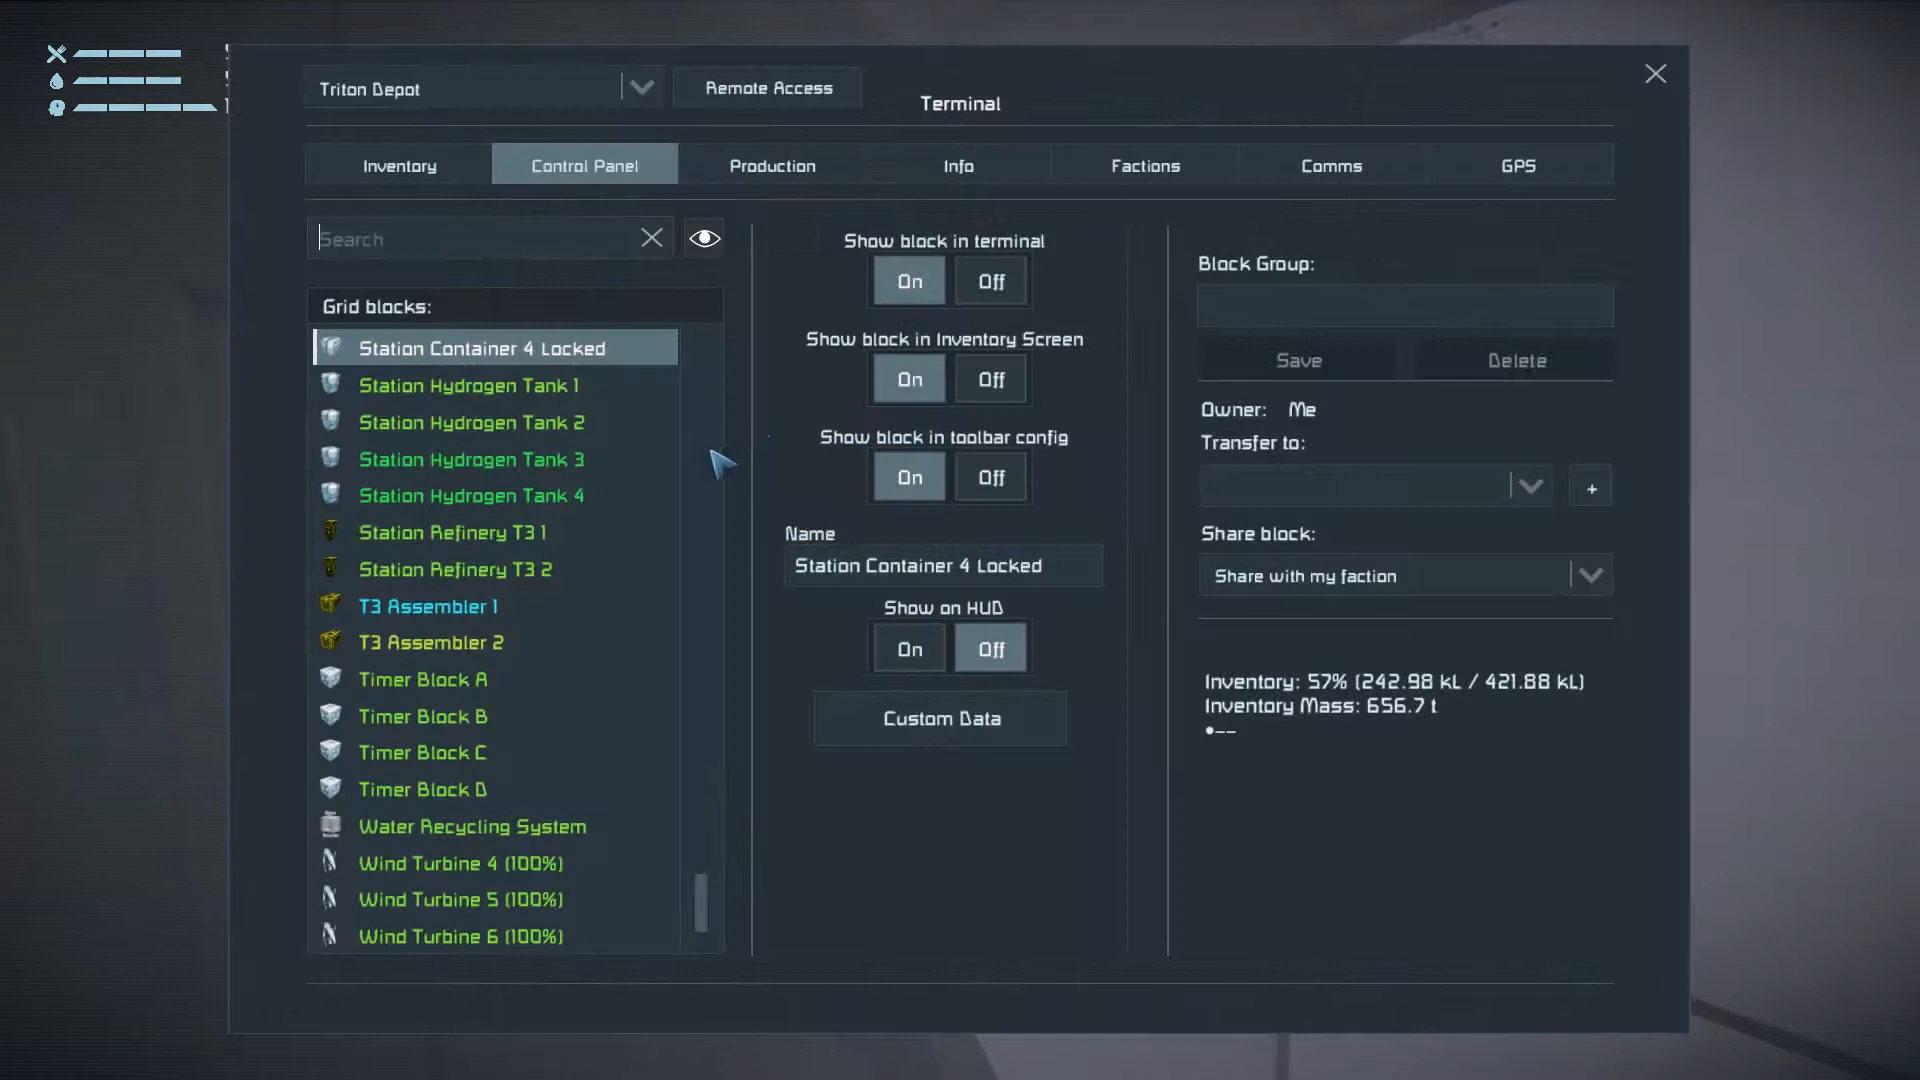 Triton Depot
Remote Access
Terminal
Inventory
Control Panel
Production
Info
Factions
Comms
GPS
Search
Grid blocks:
Station Container 4 Locked
Station Hydrogen Tank 1
Station Hydrogen Tank 2
Station Hydrogen Tank 3
Station Hydrogen Tank 4
Station Refinery T3 1
Station Refinery T3 2
T3 Assembler 1
T3 Assembler 2
Timer Block A
Timer Block B
Timer Block C
Timer Block D
Water Recycling System
Wind Turbine 4 (100%)
Wind Turbine 5 (100%)
Wind Turbine 6 (100%)
Show block in terminal
On Off
Show block in Inventory Screen
On Off
Show block in toolbar config
On Off
Name
Station Container 4 Locked
Show on HUD
On Off
Custom Data
Block Group:
Save Delete
Owner: Me
Transfer to:
+
Share block:
Share with my faction
Inventory: 57% (242.98 kL / 421.88 kL)
Inventory Mass: 656.7 t
•--